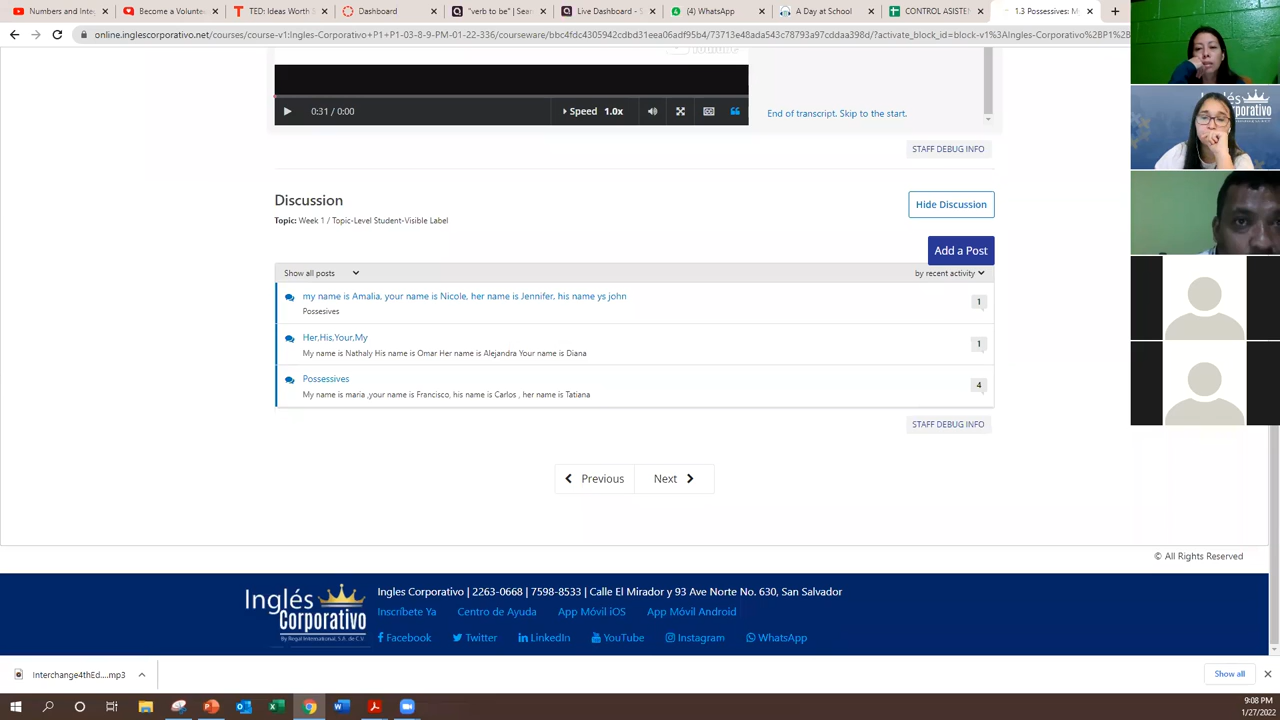 Numbers and Inte
Become a Volunte
TED: Ideas Worth
Dashboard
"verb to be" | Sea
Live Dashboard - S
(4) WhatsApp
A Day at School
CONTROL ASISTE
1.3 Possessives: M
online.inglescorporativo.net/courses/course-v1:Ingles-Corporativo+P1+P1-03-8-9-PM-01-22-336/courseware/bbc4fdc4305942cdbd31eea06adf95b4/73713e48ada543c78793a97cddaa398d/?activate_block_id=block-v1%3AIngles-Corporativo%2BP1%2
0:31 / 0:00
Speed 1.0x
End of transcript. Skip to the start.
STAFF DEBUG INFO
Discussion
Hide Discussion
Topic: Week 1 / Topic-Level Student-Visible Label
Add a Post
Show all posts
by recent activity
my name is Amalia, your name is Nicole, her name is Jennifer, his name ys john
1
Possesives
Her,His,Your,My
1
My name is Nathaly His name is Omar Her name is Alejandra Your name is Diana
Possessives
4
My name is maria ,your name is Francisco, his name is Carlos , her name is Tatiana
STAFF DEBUG INFO
Previous
Next
© All Rights Reserved
Inglés Corporativo
By Regal International, S.A. de C.V.
Ingles Corporativo | 2263-0668 | 7598-8533 | Calle El Mirador y 93 Ave Norte No. 630, San Salvador
Inscríbete Ya Centro de Ayuda App Móvil iOS App Móvil Android
Facebook Twitter LinkedIn YouTube Instagram WhatsApp
Interchange4thEd....mp3
Show all
9:08 PM
1/27/2022